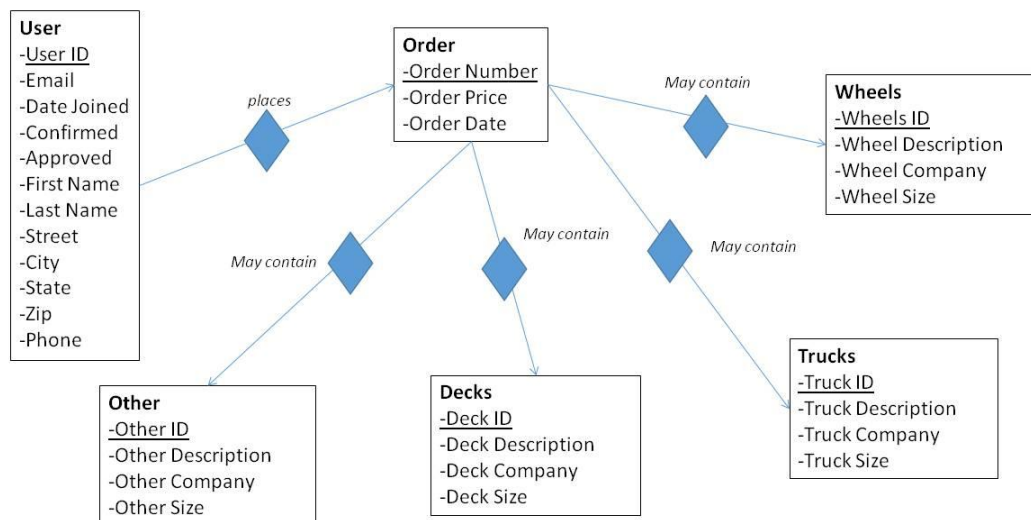 User
-User ID
-Email
-Date Joined
-Confirmed
-Approved
-First Name
-Last Name
-Street
-City
-State
-Zip
-Phone
places
Order
-Order Number
-Order Price
-Order Date
May contain
Wheels
-Wheels ID
-Wheel Description
-Wheel Company
-Wheel Size
May contain
May contain
May contain
Other
-Other ID
-Other Description
-Other Company
-Other Size
Decks
-Deck ID
-Deck Description
-Deck Company
-Deck Size
Trucks
-Truck ID
-Truck Description
-Truck Company
-Truck Size